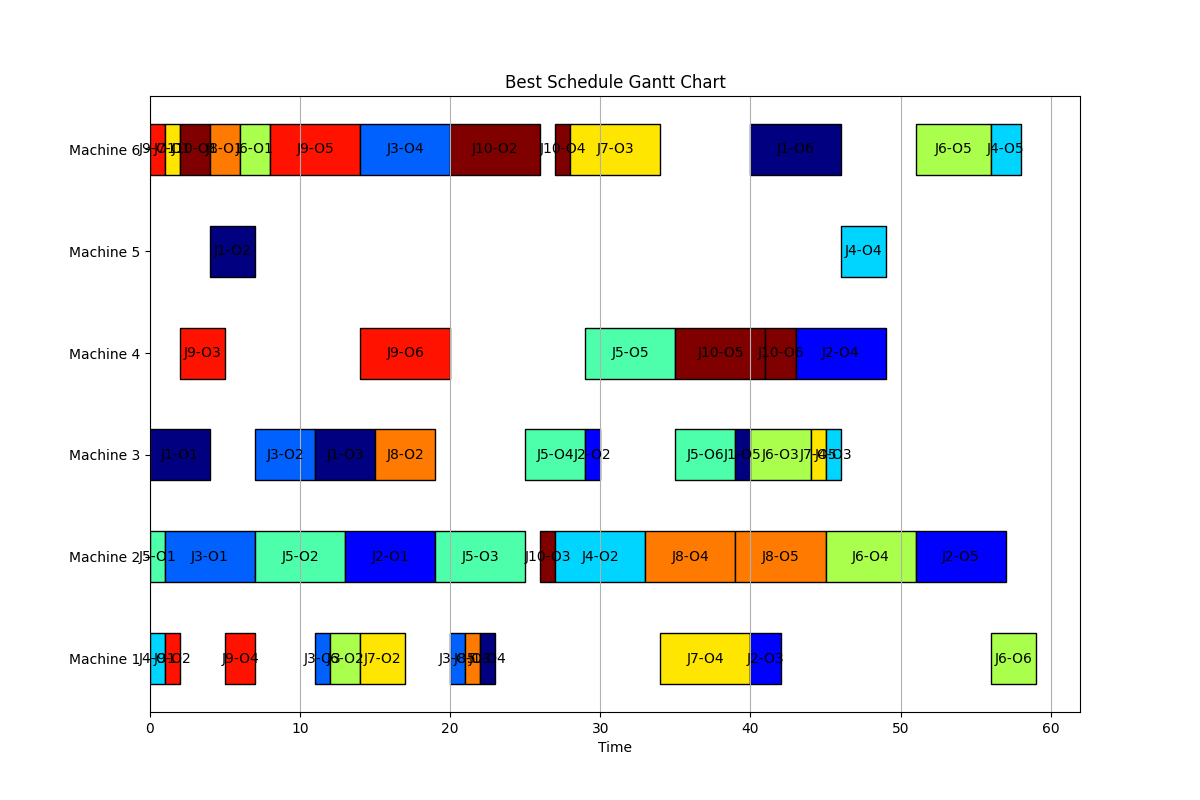 Best Schedule Gantt Chart
Machine 6 J9-O5 J3-O4 J10-O2 J10-O4 J7-O3 J1-O6 J6-O5 J4-O5
Machine 5 J1-O2 J4-O4
Machine 4 J9-O3 J9-O6 J5-O5 J10-O5 J10-O6 J2-O4
Machine 3 J1-O1 J3-O2 J1-O3 J8-O2 J5-O4 J2-O2 J5-O6 J1-O5 J6-O3
Machine 2 J5-O1 J3-O1 J5-O2 J2-O1 J5-O3 J10-O3 J4-O2 J8-O4 J8-O5 J6-O4 J2-O5
Machine 1 J9-O4 J7-O2 J7-O4 J2-O3 J6-O6
0 10 20 30 40 50 60
Time